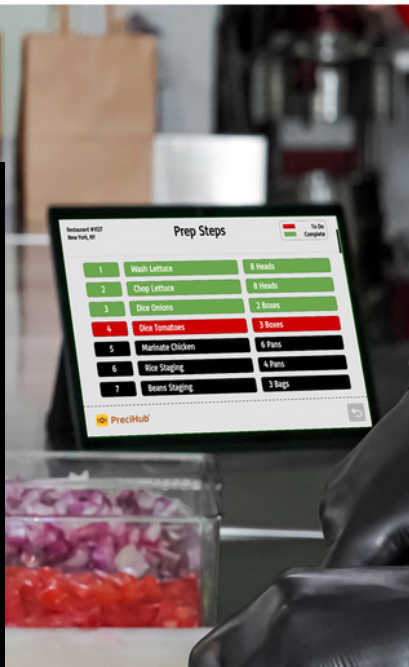 Restaurant #1027
New York, NY
Prep Steps
To Do
Complete
1 Wash Lettuce 8 Heads
2 Chop Lettuce 8 Heads
3 Dice Onions 2 Boxes
4 Dice Tomatoes 3 Boxes
5 Marinate Chicken 6 Pans
6 Rice Staging 4 Pans
7 Beans Staging 3 Bags
PreciHub